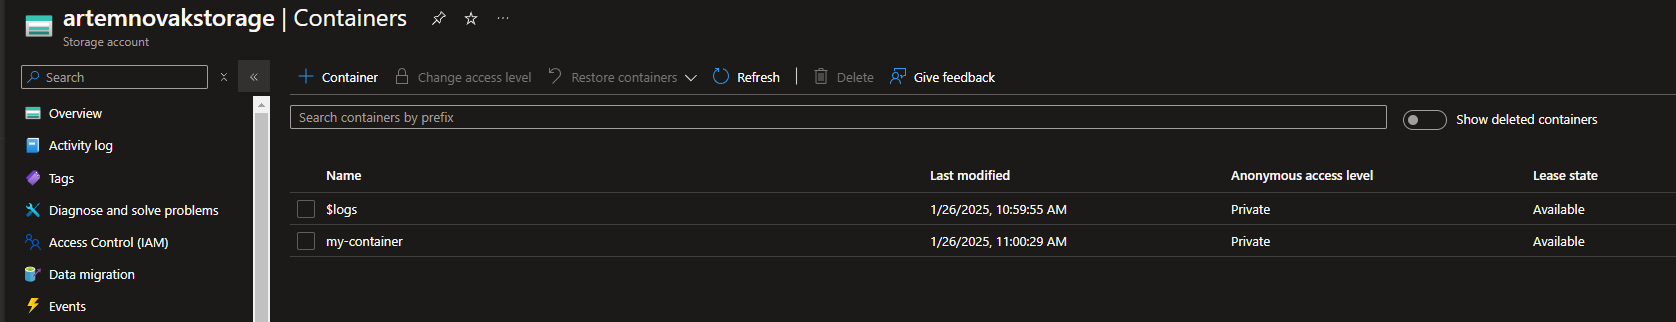 artemnovakstorage | Containers
Storage account
Search
Overview
Activity log
Tags
Diagnose and solve problems
Access Control (IAM)
Data migration
Events
Container Change access level Restore containers Refresh Delete Give feedback
Search containers by prefix Show deleted containers
Name Last modified Anonymous access level Lease state
$logs 1/26/2025, 10:59:55 AM Private Available
my-container 1/26/2025, 11:00:29 AM Private Available